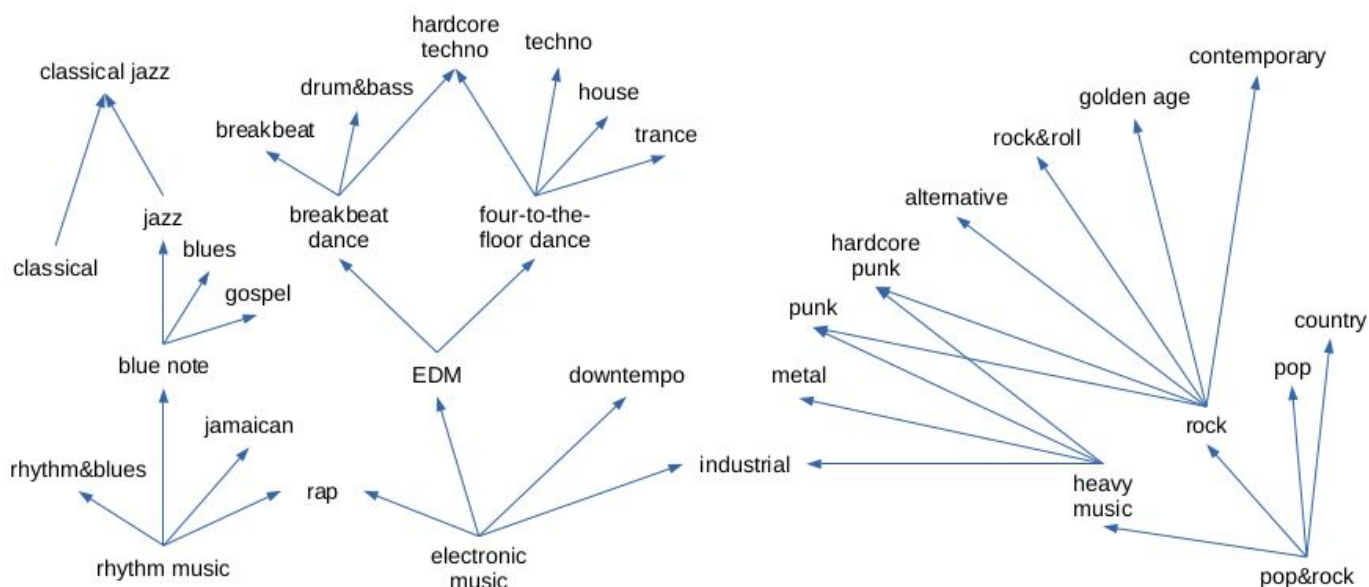 hardcore
techno
techno
contemporary
classical jazz
drum&bass
house
golden age
breakbeat
trance
rock&roll
alternative
jazz
breakbeat
dance
four-to-the-
floor dance
hardcore
punk
blues
classical
gospel
punk
country
blue note
EDM
downtempo
metal
pop
jamaican
rock
rhythm&blues
rap
industrial
heavy
music
rhythm music
electronic
music
pop&rock